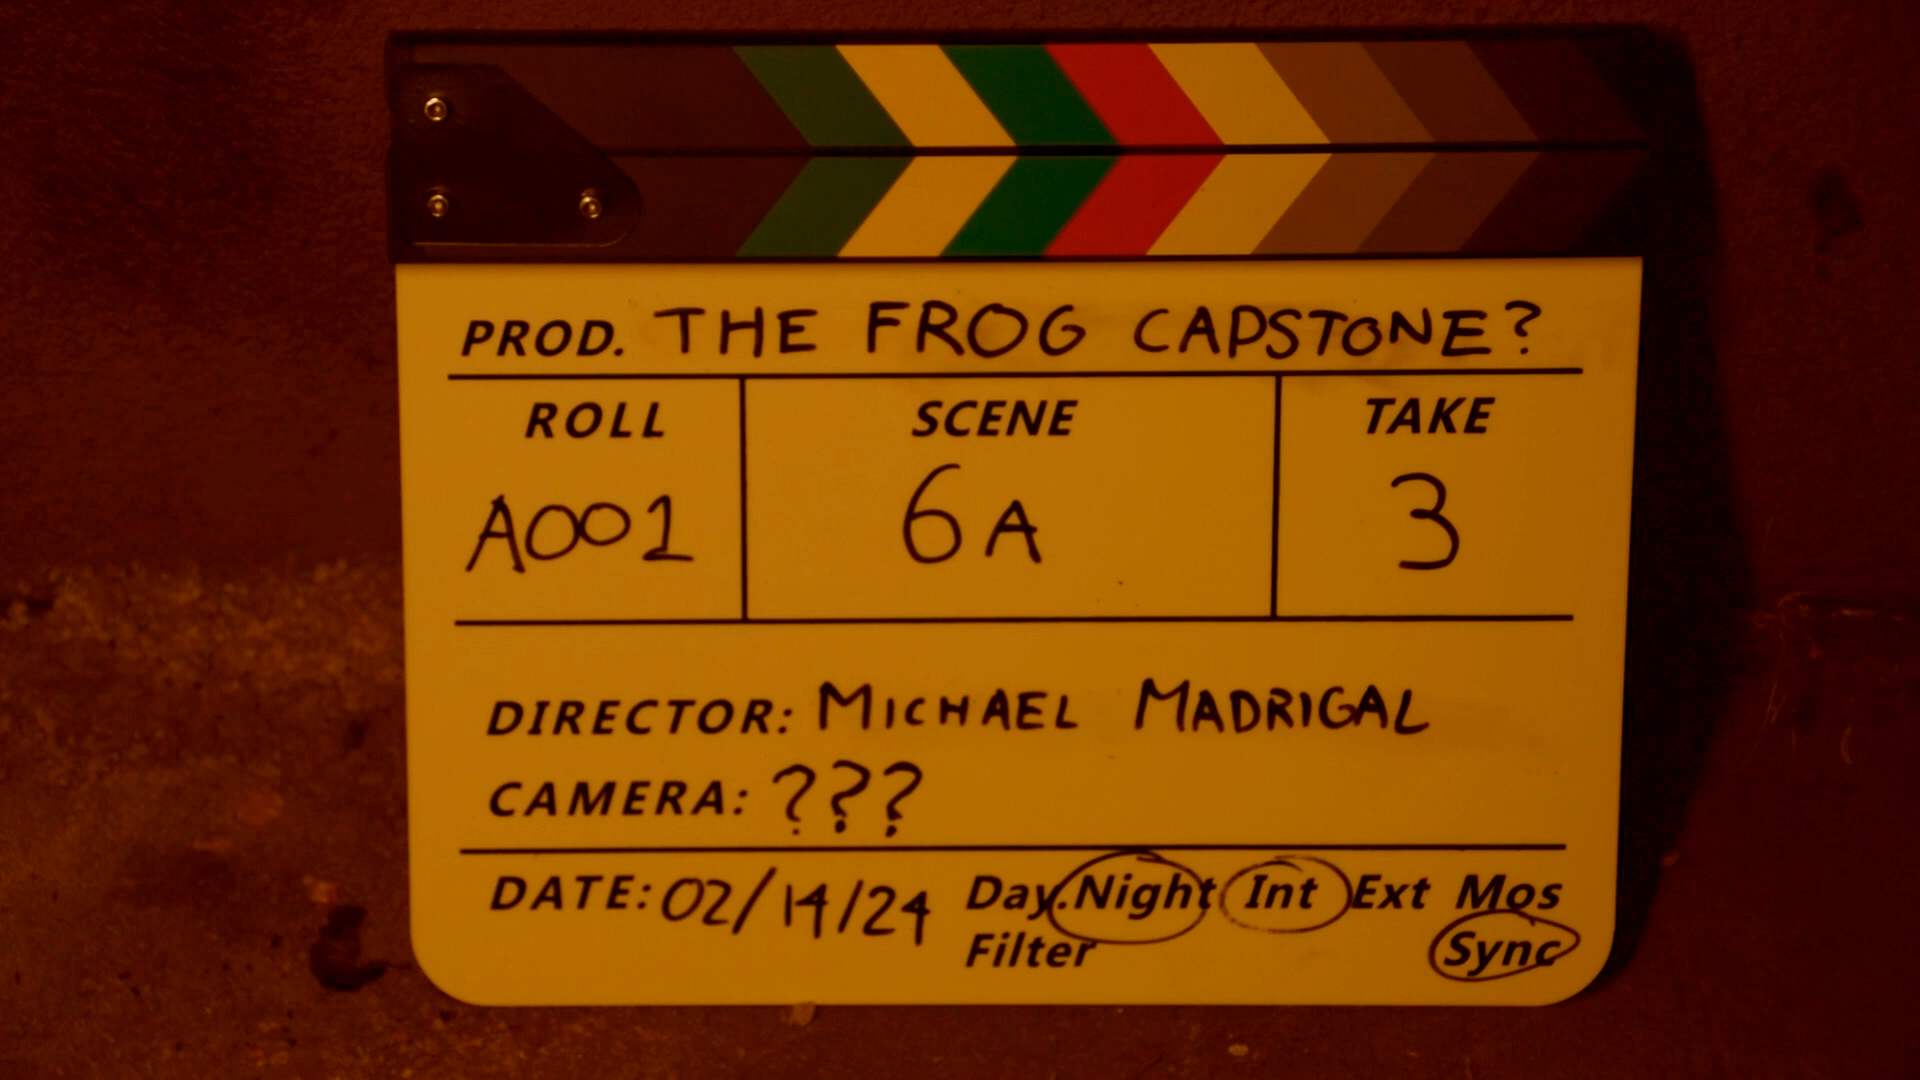 PROD. THE FROG CAPSTONE?
ROLL SCENE TAKE
A001 6A 3
DIRECTOR: MICHAEL MADRIGAL
CAMERA: ???
DATE: 02/14/24 Day. Night Int Ext Mos
Filter Sync